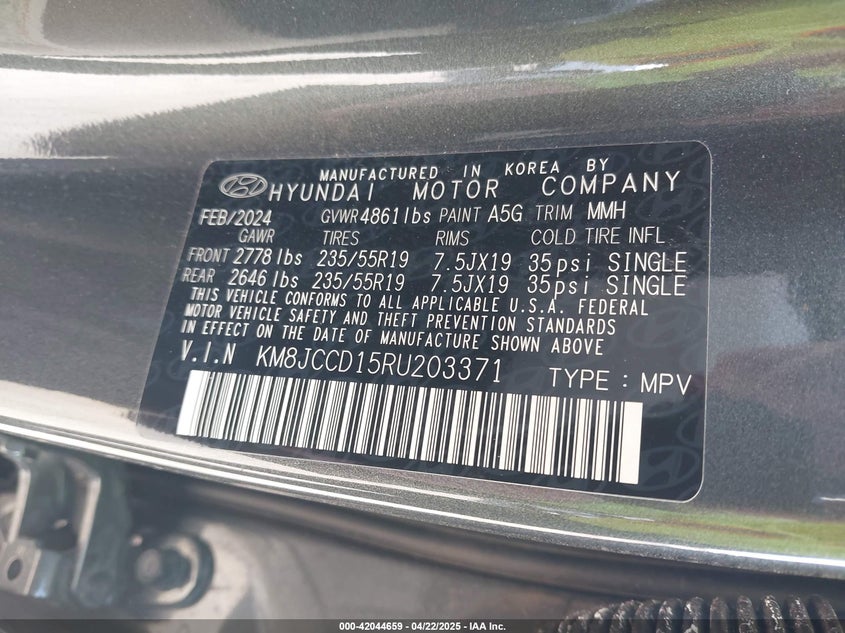 MANUFACTURED IN KOREA BY
HYUNDAI MOTOR COMPANY
FEB/2024 GVWR 4861lbs PAINT A5G TRIM MMH
GAWR TIRES RIMS COLD TIRE INFL.
FRONT 2778 lbs 235/55R19 7.5JX19 35psi SINGLE
REAR 2646 lbs 235/55R19 7.5JX19 35psi SINGLE
THIS VEHICLE CONFORMS TO ALL APPLICABLE U.S.A. FEDERAL
MOTOR VEHICLE SAFETY AND THEFT PREVENTION STANDARDS
IN EFFECT ON THE DATE OF MANUFACTURE SHOWN ABOVE
V.I.N KM8JCCD15RU203371 TYPE : MPV
000-42044659 - 04/22/2025 - IAA Inc.